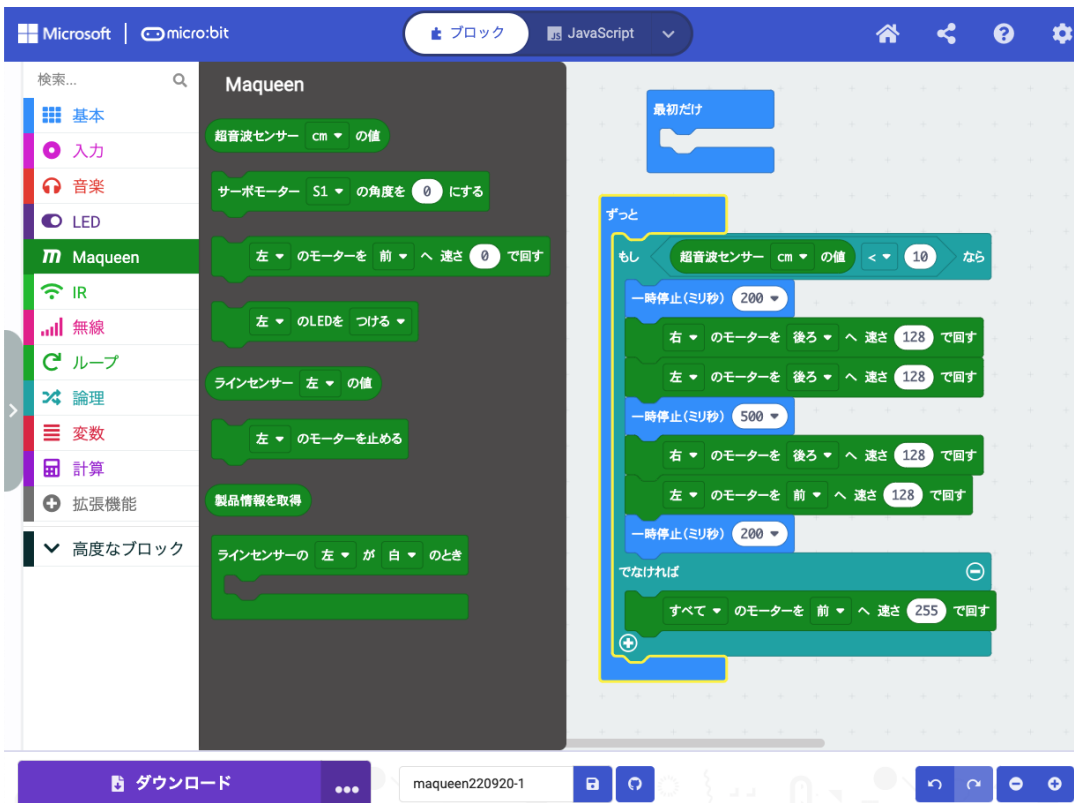 Microsoft micro:bit
ブロック
JS JavaScript
検索...
基本
入力
音楽
LED
Maqueen
IR
無線
ループ
論理
変数
計算
拡張機能
高度なブロック
Maqueen
超音波センサー cm の値
サーボモーター S1 の角度を 0 にする
左 のモーターを 前 へ 速さ 0 で回す
左 のLEDを つける
ラインセンサー 左 の値
左 のモーターを止める
製品情報を取得
ラインセンサーの 左 が 白 のとき
最初だけ
ずっと
もし 超音波センサー cm の値 < 10 なら
一時停止(ミリ秒) 200
右 のモーターを 後ろ へ 速さ 128 で回す
左 のモーターを 後ろ へ 速さ 128 で回す
一時停止(ミリ秒) 500
右 のモーターを 後ろ へ 速さ 128 で回す
左 のモーターを 前 へ 速さ 128 で回す
一時停止(ミリ秒) 200
でなければ
すべて のモーターを 前 へ 速さ 255 で回す
ダウンロード
maqueen220920-1